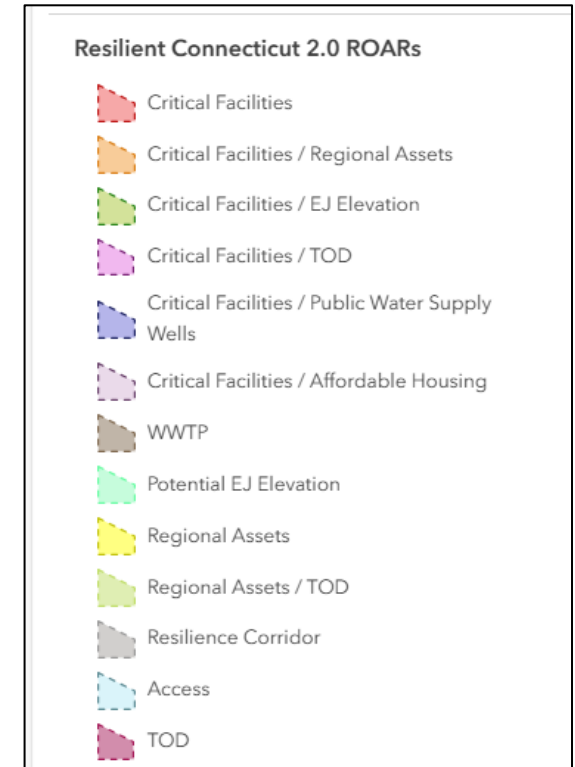 Resilient Connecticut 2.0 ROARs
Critical Facilities
Critical Facilities / Regional Assets
Critical Facilities / EJ Elevation
Critical Facilities / TOD
Critical Facilities / Public Water Supply
Wells
Critical Facilities / Affordable Housing
WWTP
Potential EJ Elevation
Regional Assets
Regional Assets / TOD
Resilience Corridor
Access
TOD